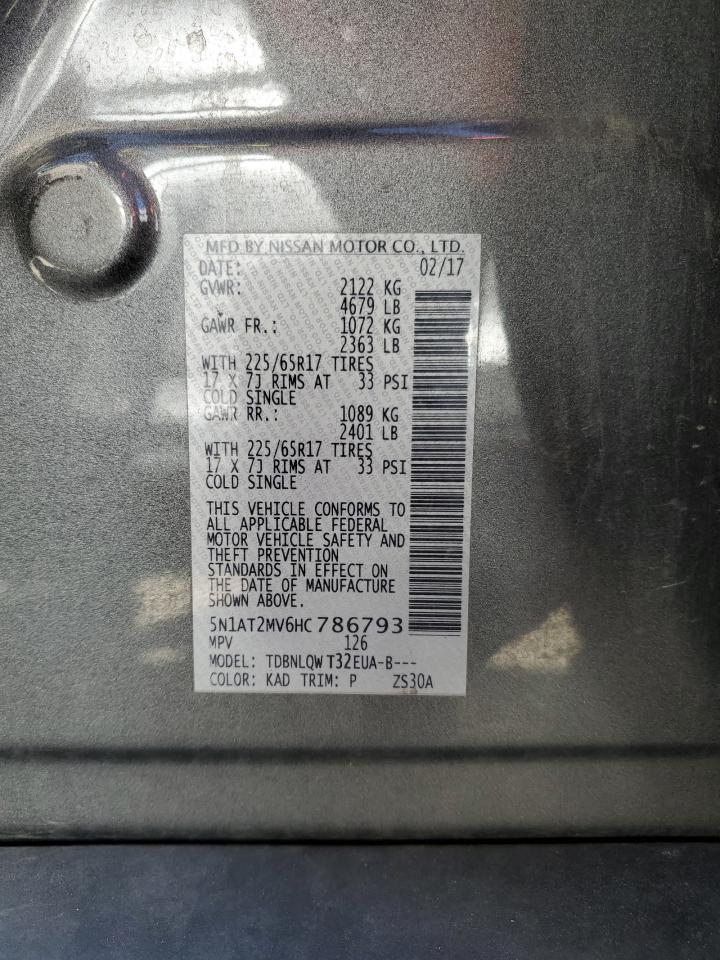 MFD BY NISSAN MOTOR CO., LTD.
DATE: 02/17
GVWR: 2122 KG
4679 LB
GAWR FR.: 1072 KG
2363 LB
WITH 225/65R17 TIRES
17 X 7J RIMS AT 33 PSI
COLD SINGLE
GAWR RR.: 1089 KG
2401 LB
WITH 225/65R17 TIRES
17 X 7J RIMS AT 33 PSI
COLD SINGLE
THIS VEHICLE CONFORMS TO
ALL APPLICABLE FEDERAL
MOTOR VEHICLE SAFETY AND
THEFT PREVENTION
STANDARDS IN EFFECT ON
THE DATE OF MANUFACTURE
SHOWN ABOVE.
5N1AT2MV6HC786793
MPV 126
MODEL: TDBNLQW T32EUA-B---
COLOR: KAD TRIM: P ZS30A